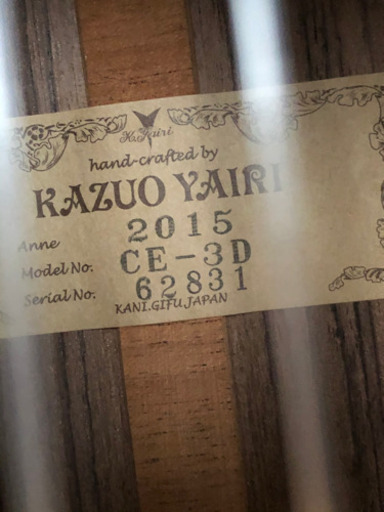 K.Yairi
hand-crafted by
KAZUO YAIRI
Anne 2015
Model No. CE-3D
Serial No. 62831
KANI.GIFU,JAPAN